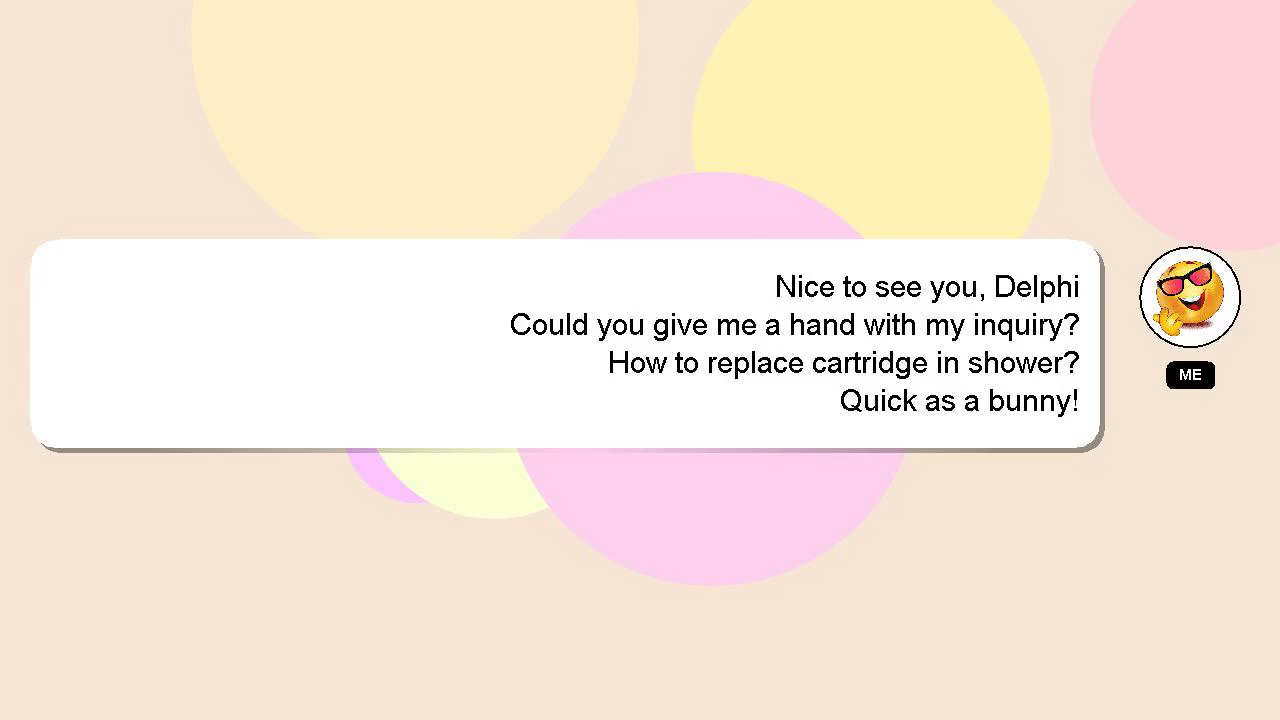 Nice to see you, Delphi
Could you give me a hand with my inquiry?
How to replace cartridge in shower?
Quick as a bunny!
ME